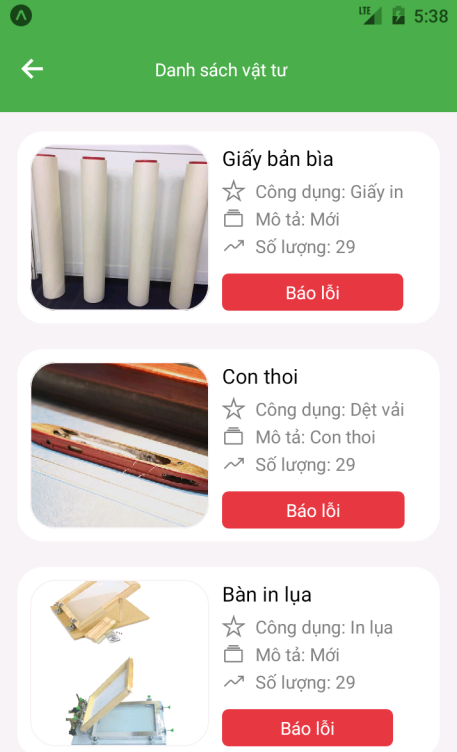 LTE 5:38
Danh sách vật tư
Giấy bản bìa
Công dụng: Giấy in
Mô tả: Mới
Số lượng: 29
Báo lỗi
Con thoi
Công dụng: Dệt vải
Mô tả: Con thoi
Số lượng: 29
Báo lỗi
Bàn in lụa
Công dụng: In lụa
Mô tả: Mới
Số lượng: 29
Báo lỗi